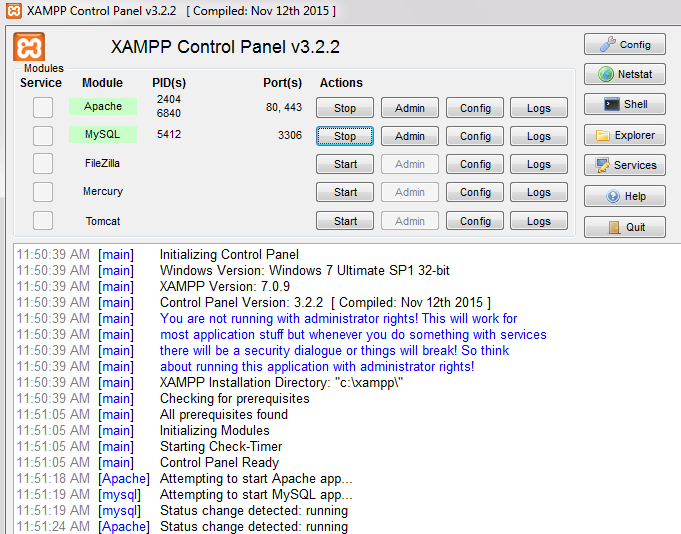 XAMPP Control Panel v3.2.2 [ Compiled: Nov 12th 2015 ]
XAMPP Control Panel v3.2.2
Config
Modules
Service Module PID(s) Port(s) Actions
Netstat
Apache 2404 6840 80, 443 Stop Admin Config Logs
Shell
MySQL 5412 3306 Stop Admin Config Logs
Explorer
FileZilla Start Admin Config Logs
Services
Mercury Start Admin Config Logs
Help
Tomcat Start Admin Config Logs
Quit
11:50:39 AM [main] Initializing Control Panel
11:50:39 AM [main] Windows Version: Windows 7 Ultimate SP1 32-bit
11:50:39 AM [main] XAMPP Version: 7.0.9
11:50:39 AM [main] Control Panel Version: 3.2.2 [ Compiled: Nov 12th 2015 ]
11:50:39 AM [main] You are not running with administrator rights! This will work for
11:50:39 AM [main] most application stuff but whenever you do something with services
11:50:39 AM [main] there will be a security dialogue or things will break! So think
11:50:39 AM [main] about running this application with administrator rights!
11:50:39 AM [main] XAMPP Installation Directory: "c:\xampp\"
11:50:39 AM [main] Checking for prerequisites
11:51:05 AM [main] All prerequisites found
11:51:05 AM [main] Initializing Modules
11:51:05 AM [main] Starting Check-Timer
11:51:05 AM [main] Control Panel Ready
11:51:18 AM [Apache] Attempting to start Apache app...
11:51:19 AM [mysql] Attempting to start MySQL app...
11:51:19 AM [mysql] Status change detected: running
11:51:24 AM [Apache] Status change detected: running